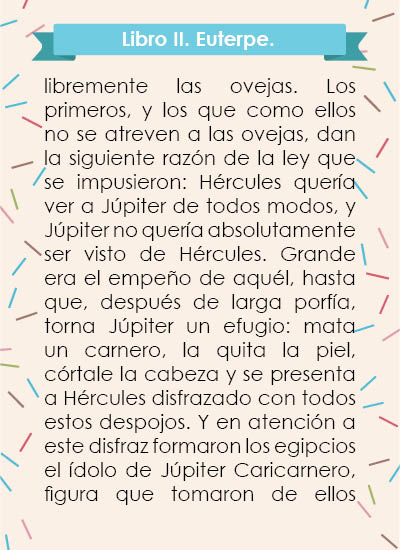 Libro II. Euterpe.
libremente las ovejas. Los
primeros, y los que como ellos
no se atreven a las ovejas, dan
la siguiente razón de la ley que
se impusieron: Hércules quería
ver a Júpiter de todos modos, y
Júpiter no quería absolutamente
ser visto de Hércules. Grande
era el empeño de aquél, hasta
que, después de larga porfía,
torna Júpiter un efugio: mata
un carnero, la quita la piel,
córtale la cabeza y se presenta
a Hércules disfrazado con todos
estos despojos. Y en atención a
este disfraz formaron los egipcios
el ídolo de Júpiter Caricarnero,
figura que tomaron de ellos